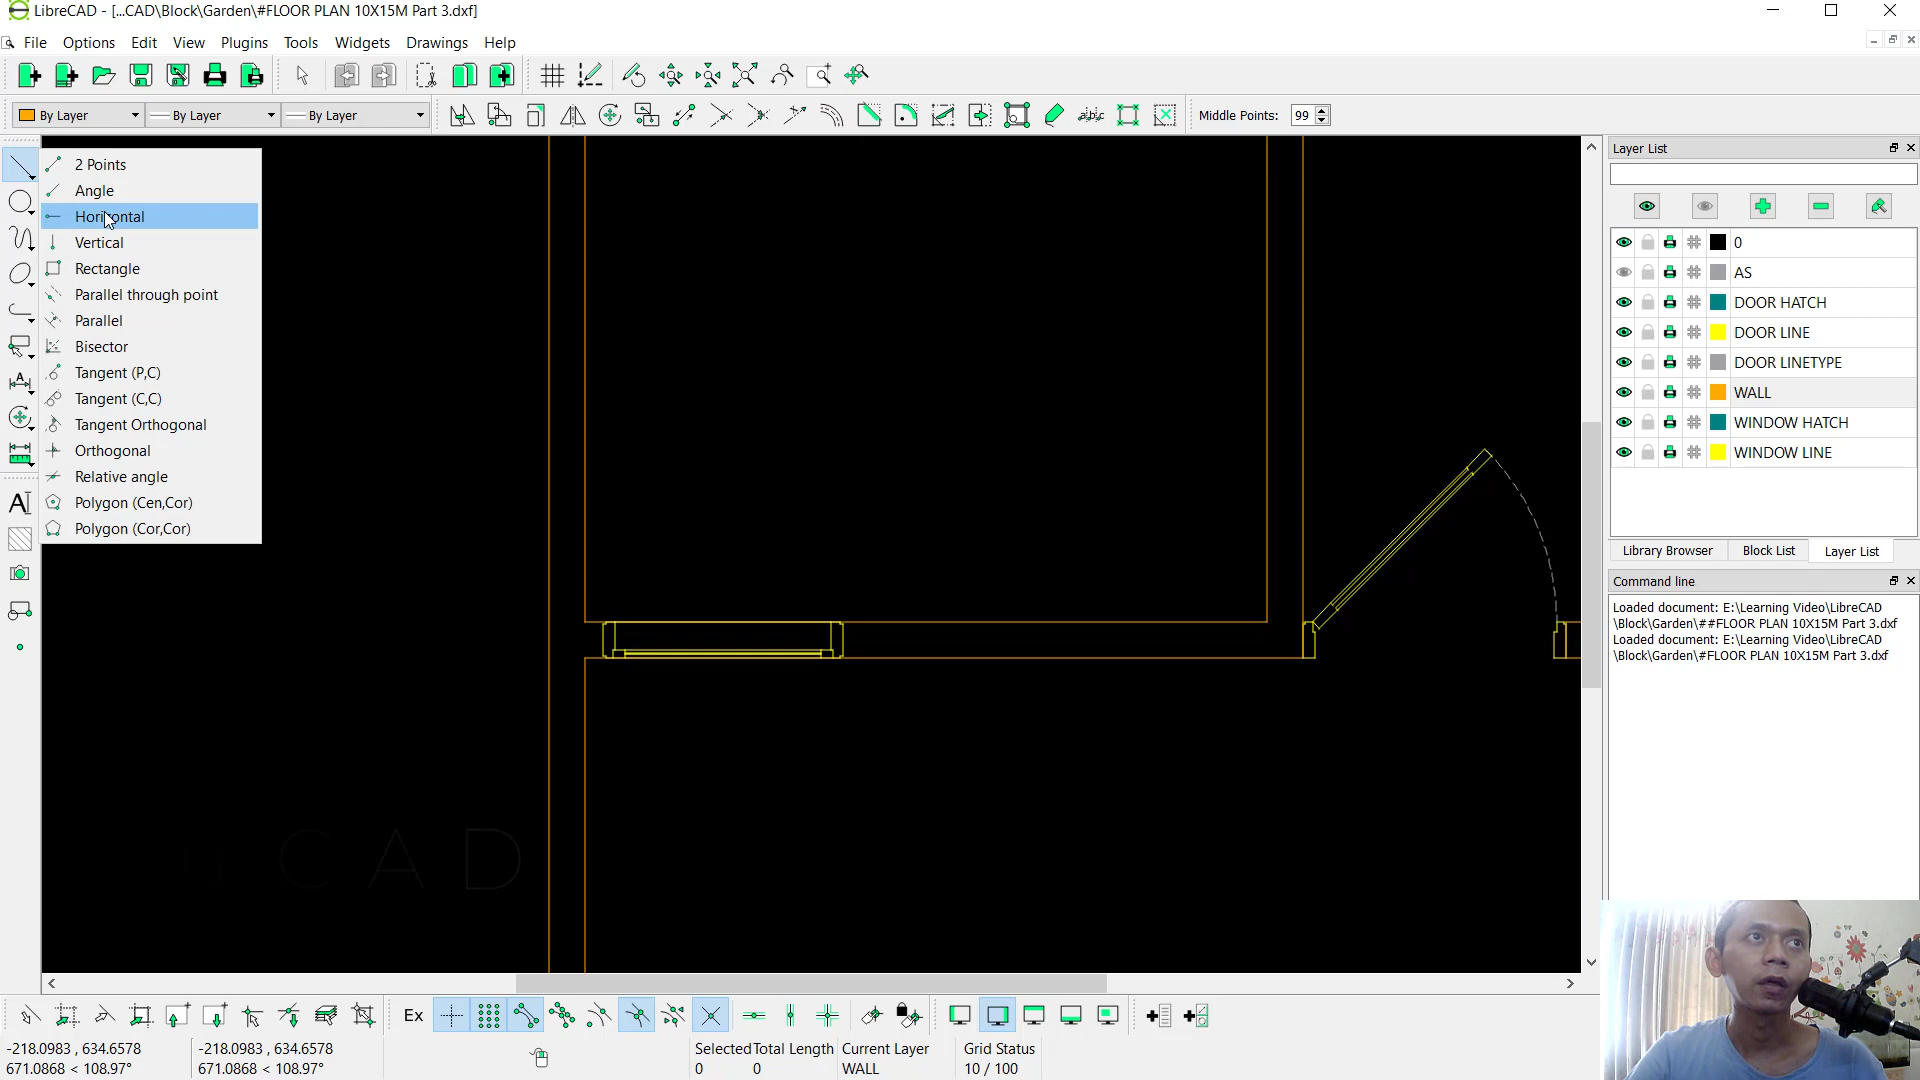 LibreCAD - [...CAD\Block\Garden\#FLOOR PLAN 10X15M Part 3.dxf]
File Options Edit View Plugins Tools Widgets Drawings Help
By Layer By Layer By Layer Middle Points: 99
2 Points
Angle
Horizontal
Vertical
Rectangle
Parallel through point
Parallel
Bisector
Tangent (P,C)
Tangent (C,C)
Tangent Orthogonal
Orthogonal
Relative angle
Polygon (Cen,Cor)
Polygon (Cor,Cor)
CAD
Layer List
0
AS
DOOR HATCH
DOOR LINE
DOOR LINETYPE
WALL
WINDOW HATCH
WINDOW LINE
Library Browser Block List Layer List
Command line
Loaded document: E:\Learning Video\LibreCAD
\Block\Garden\##FLOOR PLAN 10X15M Part 3.dxf
Loaded document: E:\Learning Video\LibreCAD
\Block\Garden\#FLOOR PLAN 10X15M Part 3.dxf
Ex
-218.0983 , 634.6578 -218.0983 , 634.6578 Selected Total Length Current Layer Grid Status
671.0868 < 108.97° 671.0868 < 108.97° 0 0 WALL 10 / 100